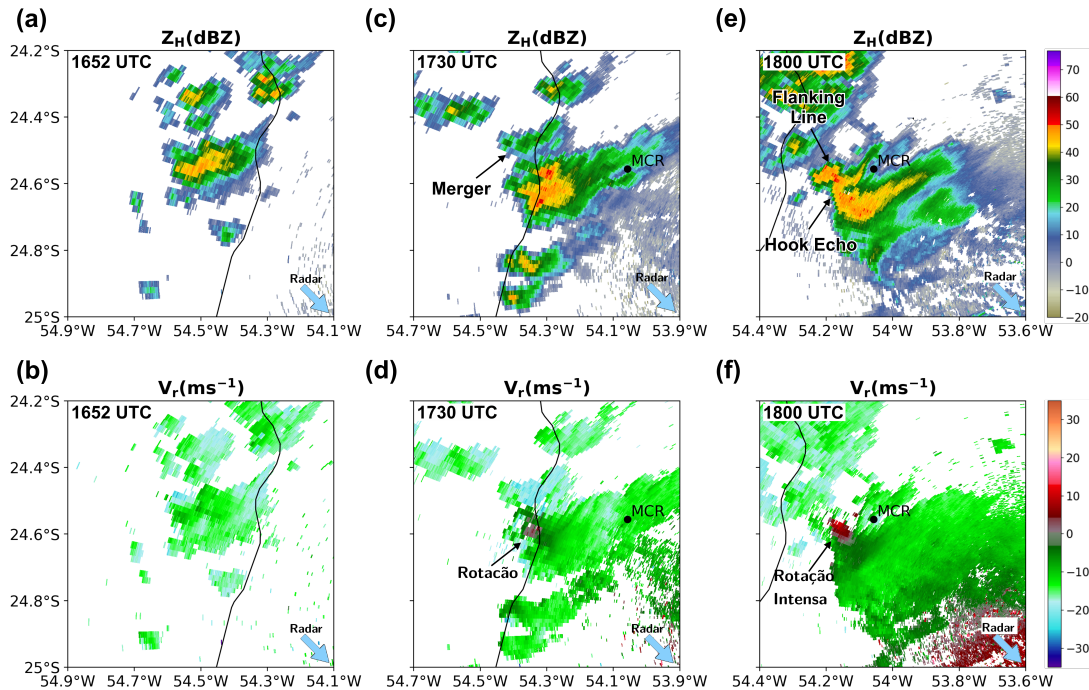 (a)
Z_H(dBZ)
1652 UTC
24.2°S
24.4°S
24.6°S
24.8°S
25°S
54.9°W
54.7°W
54.5°W
54.3°W
54.1°W
Radar
(c)
Z_H(dBZ)
1730 UTC
Merger
MCR
Radar
54.7°W
54.5°W
54.3°W
54.1°W
53.9°W
(e)
Z_H(dBZ)
1800 UTC
Flanking
Line
MCR
Hook Echo
Radar
54.4°W
54.2°W
54°W
53.8°W
53.6°W
70
60
50
40
30
20
10
0
−10
−20
(b)
V_r(ms⁻¹)
1652 UTC
24.2°S
24.4°S
24.6°S
24.8°S
25°S
54.9°W
54.7°W
54.5°W
54.3°W
54.1°W
Radar
(d)
V_r(ms⁻¹)
1730 UTC
MCR
Rotacão
Radar
54.7°W
54.5°W
54.3°W
54.1°W
53.9°W
(f)
V_r(ms⁻¹)
1800 UTC
MCR
Rotação
Intensa
Radar
54.4°W
54.2°W
54°W
53.8°W
53.6°W
30
20
10
0
−10
−20
−30